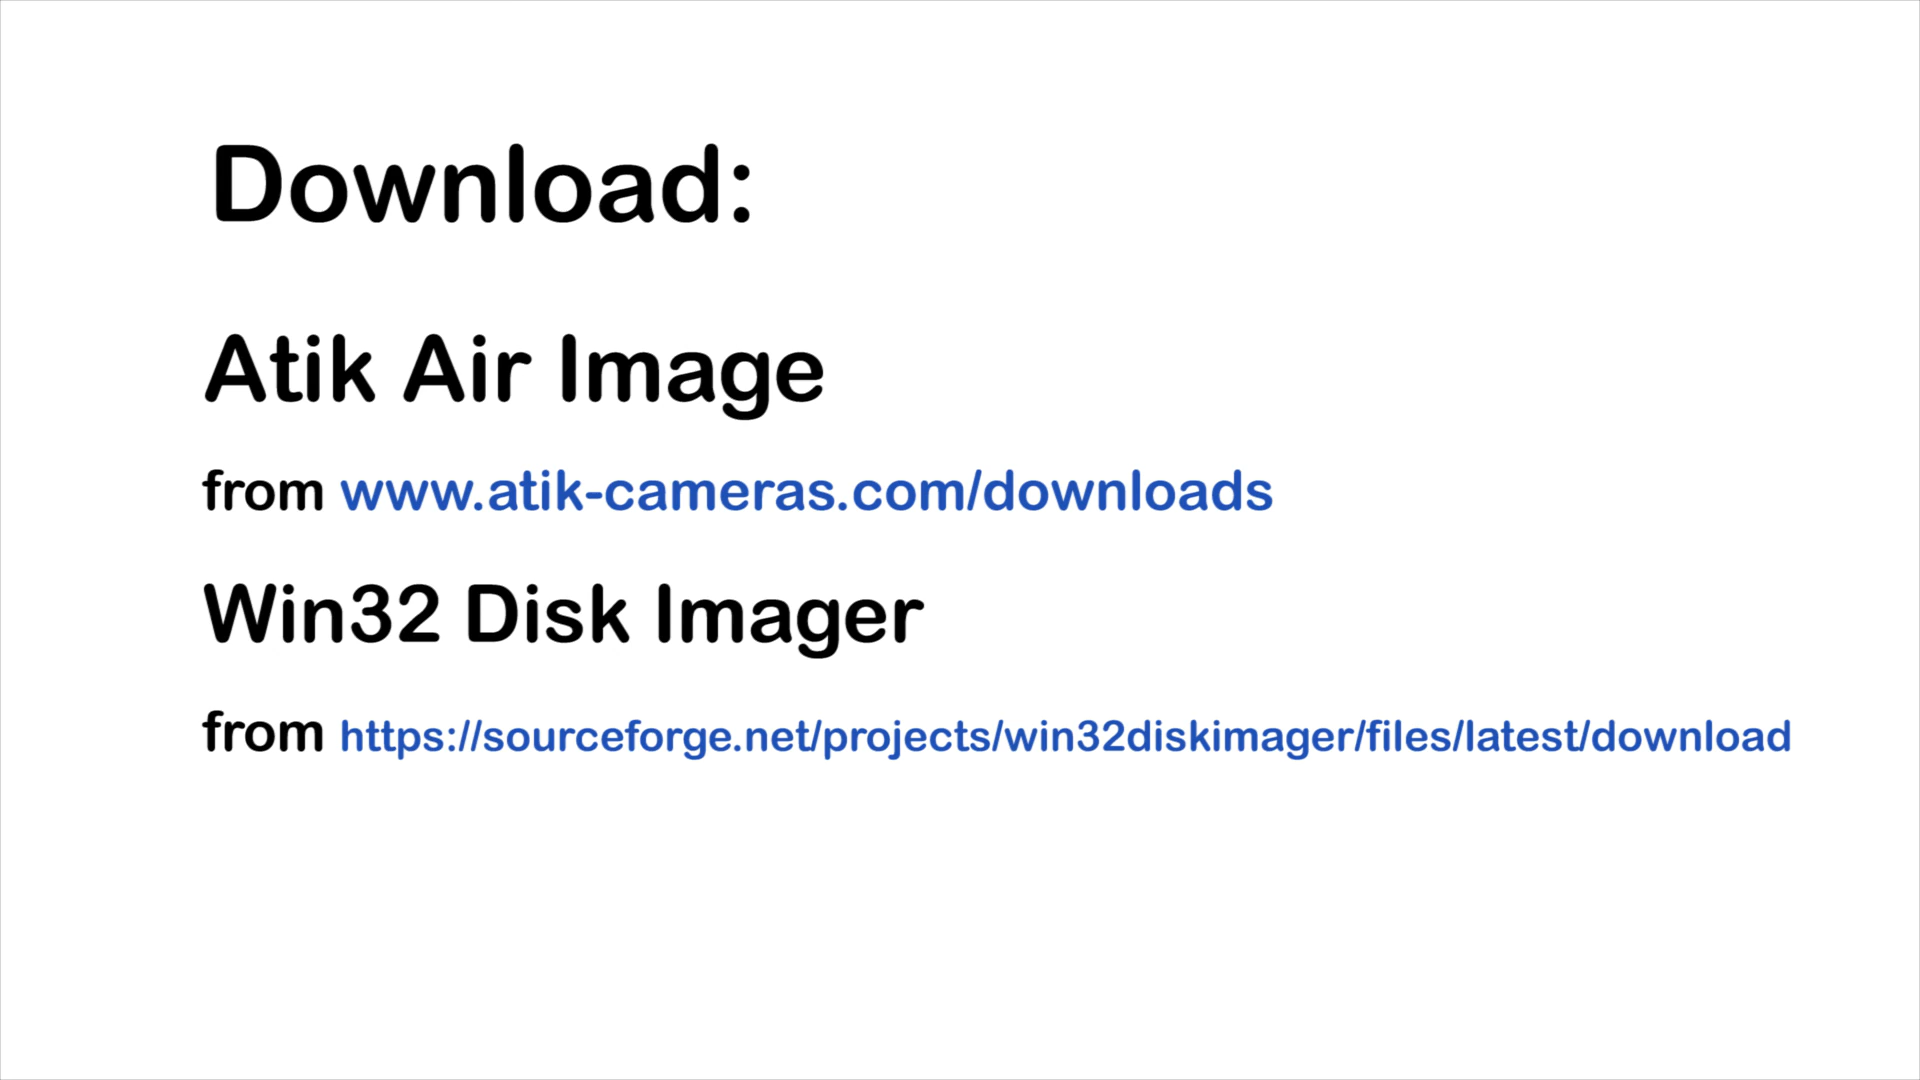 Download:
Atik Air Image
from www.atik-cameras.com/downloads
Win32 Disk Imager
from https://sourceforge.net/projects/win32diskimager/files/latest/download